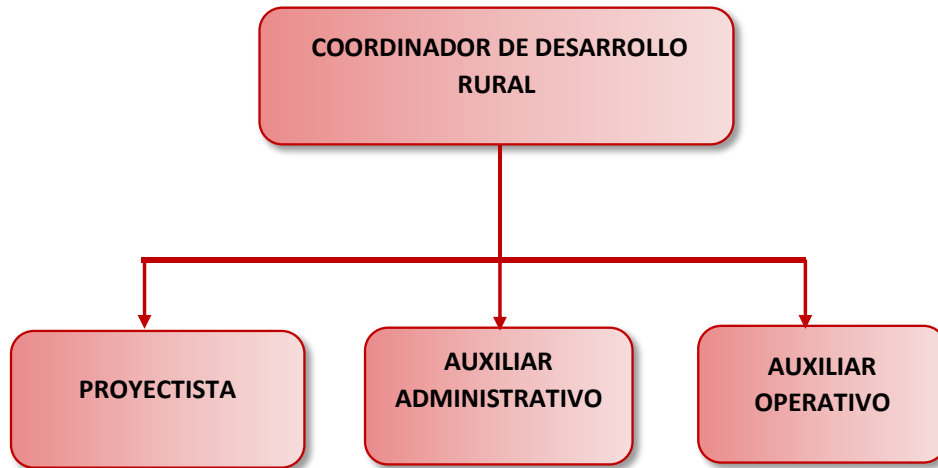 COORDINADOR DE DESARROLLO
RURAL
PROYECTISTA
AUXILIAR
ADMINISTRATIVO
AUXILIAR
OPERATIVO